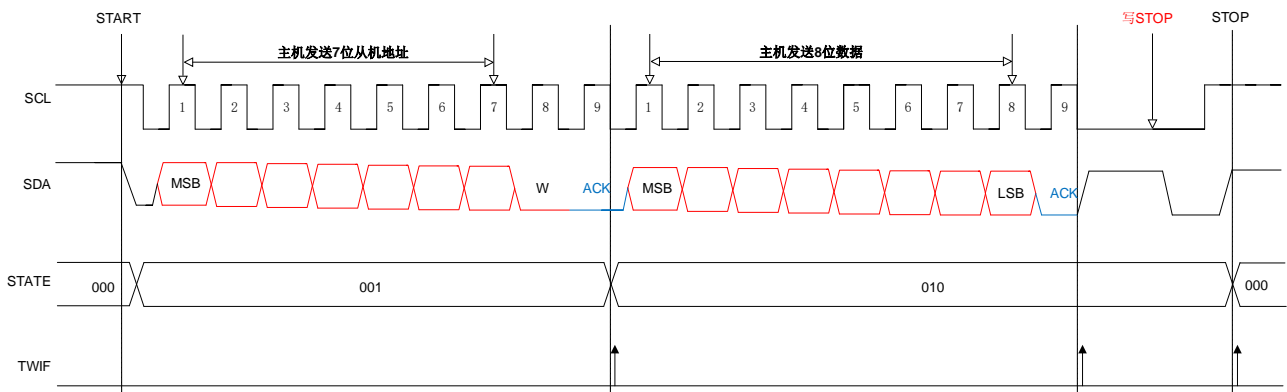 START
写STOP
STOP
主机发送7位从机地址
主机发送8位数据
SCL
1 2 3 4 5 6 7 8 9 1 2 3 4 5 6 7 8 9
SDA
MSB W ACK MSB LSB ACK
STATE
000 001 010 000
TWIF